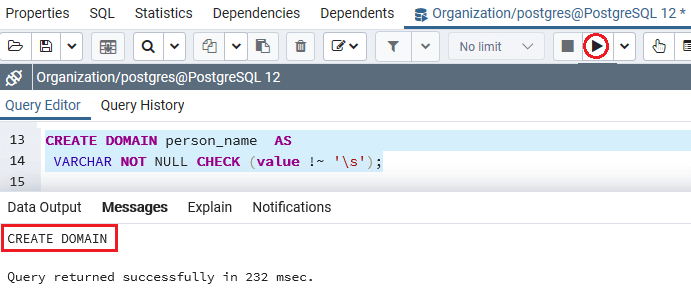 Properties SQL Statistics Dependencies Dependents Organization/postgres@PostgreSQL 12 *
No limit
Organization/postgres@PostgreSQL 12
Query Editor Query History
13 CREATE DOMAIN person_name  AS
14  VARCHAR NOT NULL CHECK (value !~ '\s');
15
Data Output Messages Explain Notifications
CREATE DOMAIN
Query returned successfully in 232 msec.